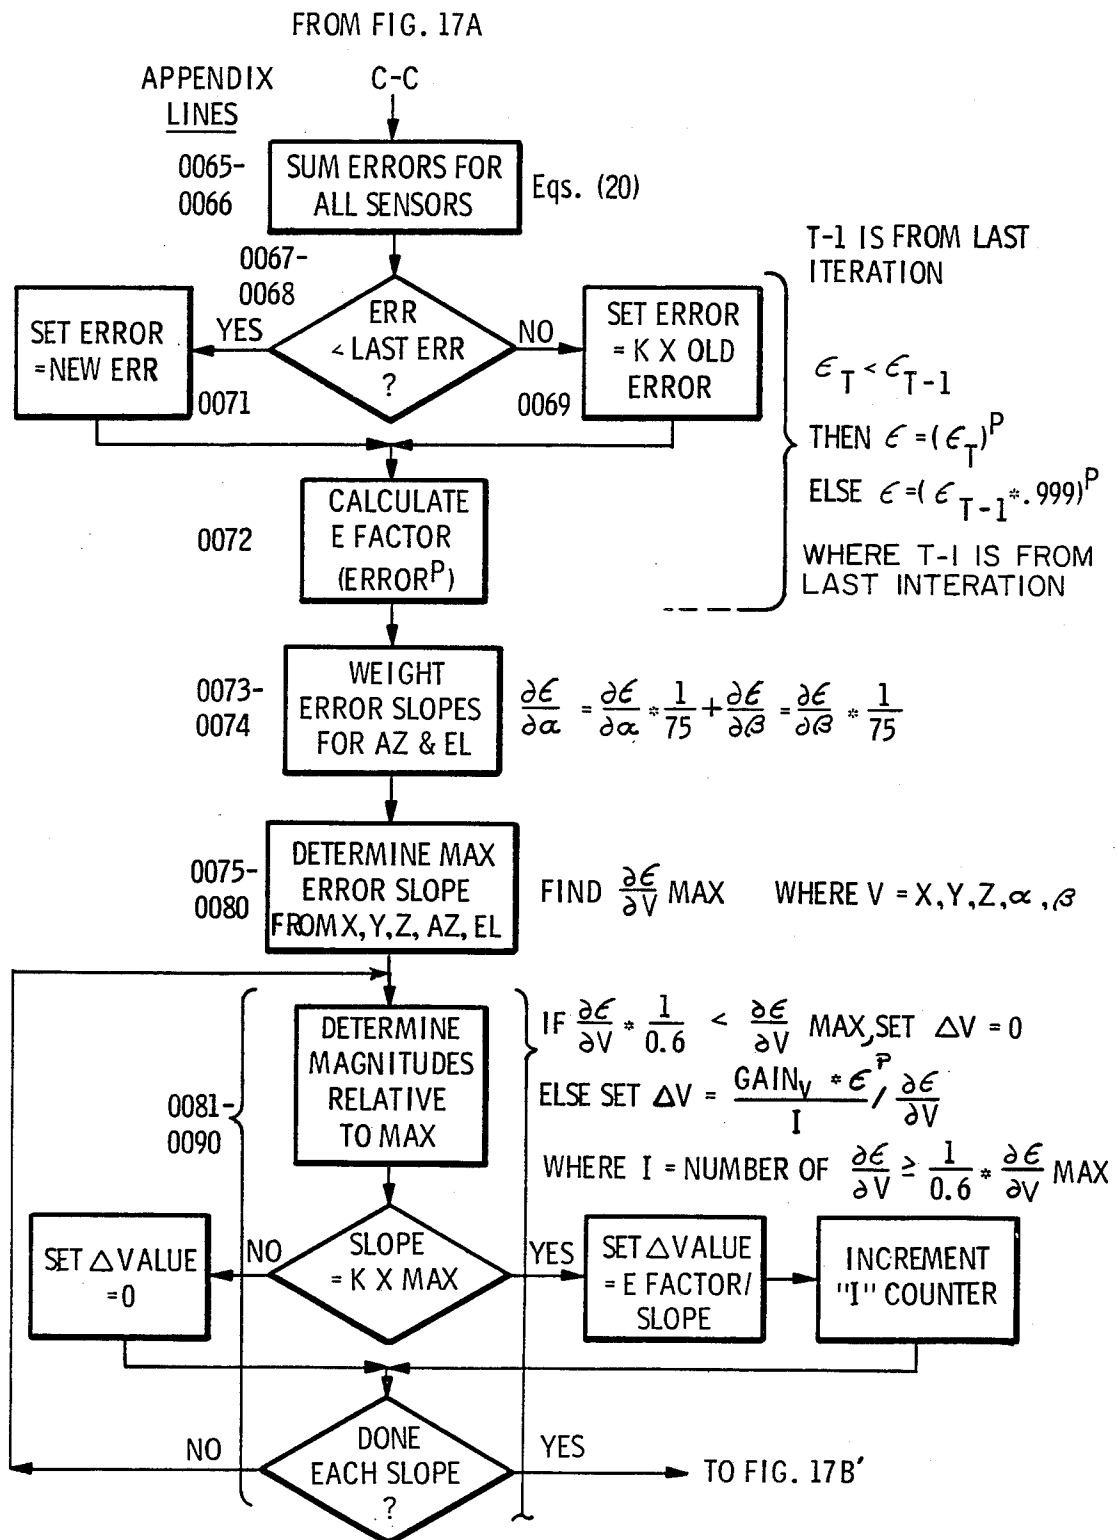 FROM FIG. 17A
APPENDIX
LINES
C-C
0065-
0066
SUM ERRORS FOR
ALL SENSORS
Eqs. (20)
0067-
0068
ERR
< LAST ERR
?
YES
NO
SET ERROR
=NEW ERR
0071
SET ERROR
= K X OLD
ERROR
0069
T-1 IS FROM LAST
ITERATION
ϵ_T < ϵ_T-1
THEN ϵ =(ϵ_T)^P
ELSE ϵ =( ϵ_T-1 *.999)^P
WHERE T-1 IS FROM
LAST INTERATION
0072
CALCULATE
E FACTOR
(ERROR^P)
0073-
0074
WEIGHT
ERROR SLOPES
FOR AZ & EL
∂ϵ/∂α = ∂ϵ/∂α * 1/75 + ∂ϵ/∂β = ∂ϵ/∂β * 1/75
0075-
0080
DETERMINE MAX
ERROR SLOPE
FROM X, Y, Z, AZ, EL
FIND ∂ϵ/∂V MAX WHERE V = X, Y, Z, α, β
0081-
0090
DETERMINE
MAGNITUDES
RELATIVE
TO MAX
IF ∂ϵ/∂V * 1/0.6 < ∂ϵ/∂V MAX, SET △V = 0
ELSE SET △V = GAIN_V * ϵ^P / I / ∂ϵ/∂V
WHERE I = NUMBER OF ∂ϵ/∂V ≥ 1/0.6 * ∂ϵ/∂V MAX
SLOPE
= K X MAX
NO
YES
SET △VALUE
=0
SET △VALUE
= E FACTOR/
SLOPE
INCREMENT
"I" COUNTER
DONE
EACH SLOPE
?
NO
YES
TO FIG. 17B'